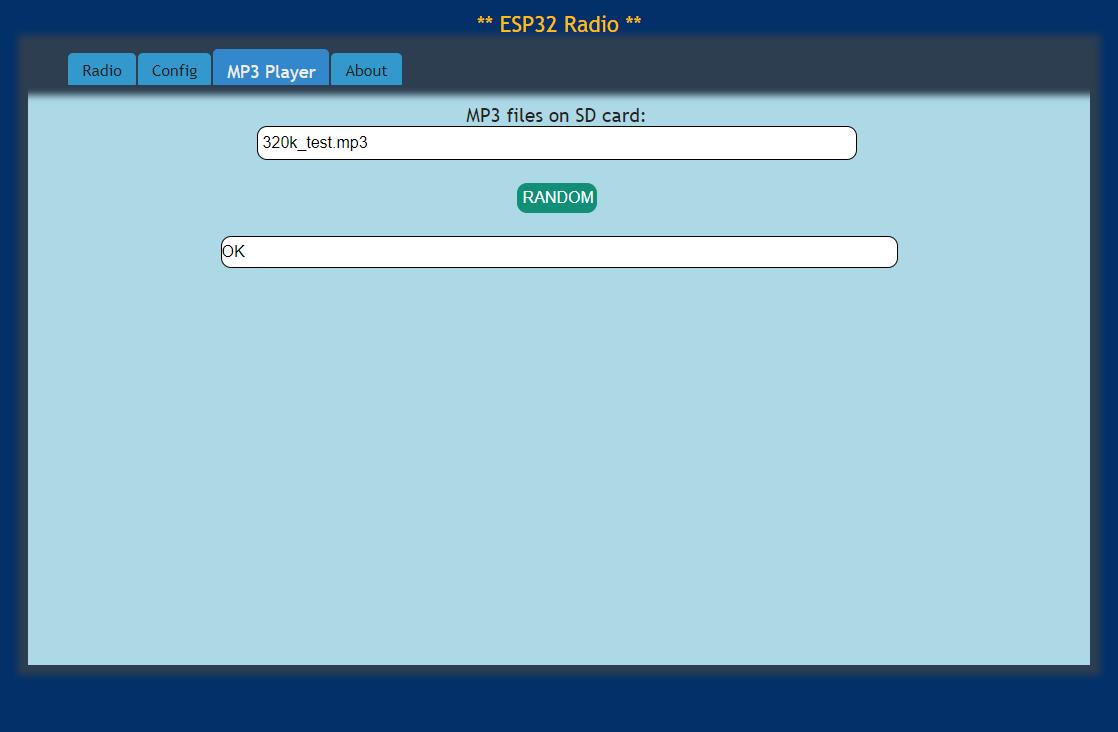 ** ESP32 Radio **
Radio Config MP3 Player About
MP3 files on SD card:
320k_test.mp3
RANDOM
OK